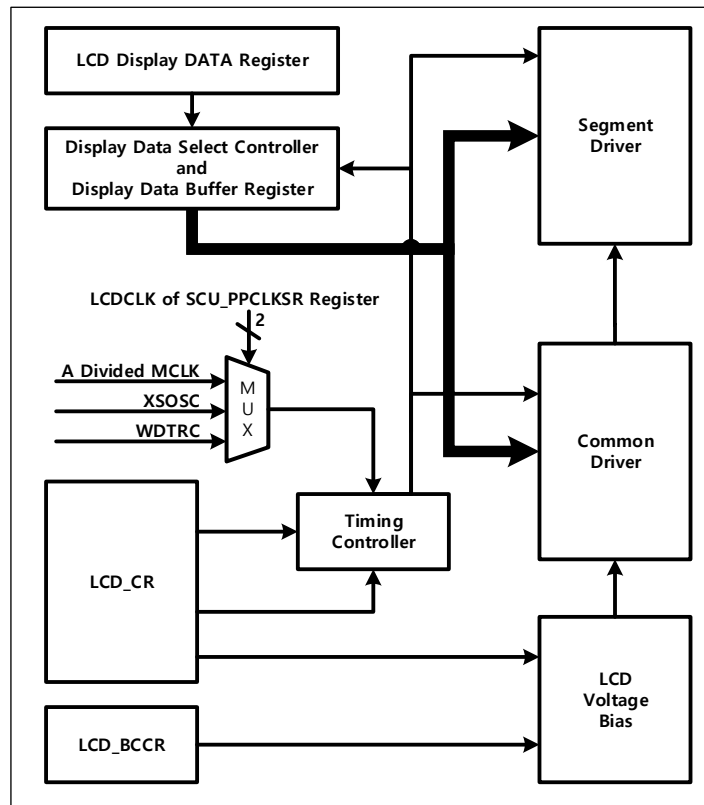 LCD Display DATA Register
Display Data Select Controller
and
Display Data Buffer Register
Segment
Driver
LCDCLK of SCU_PPCLKSR Register
2
A Divided MCLK
XSOSC
WDTRC
M
U
X
Common
Driver
Timing
Controller
LCD_CR
LCD
Voltage
Bias
LCD_BCCR